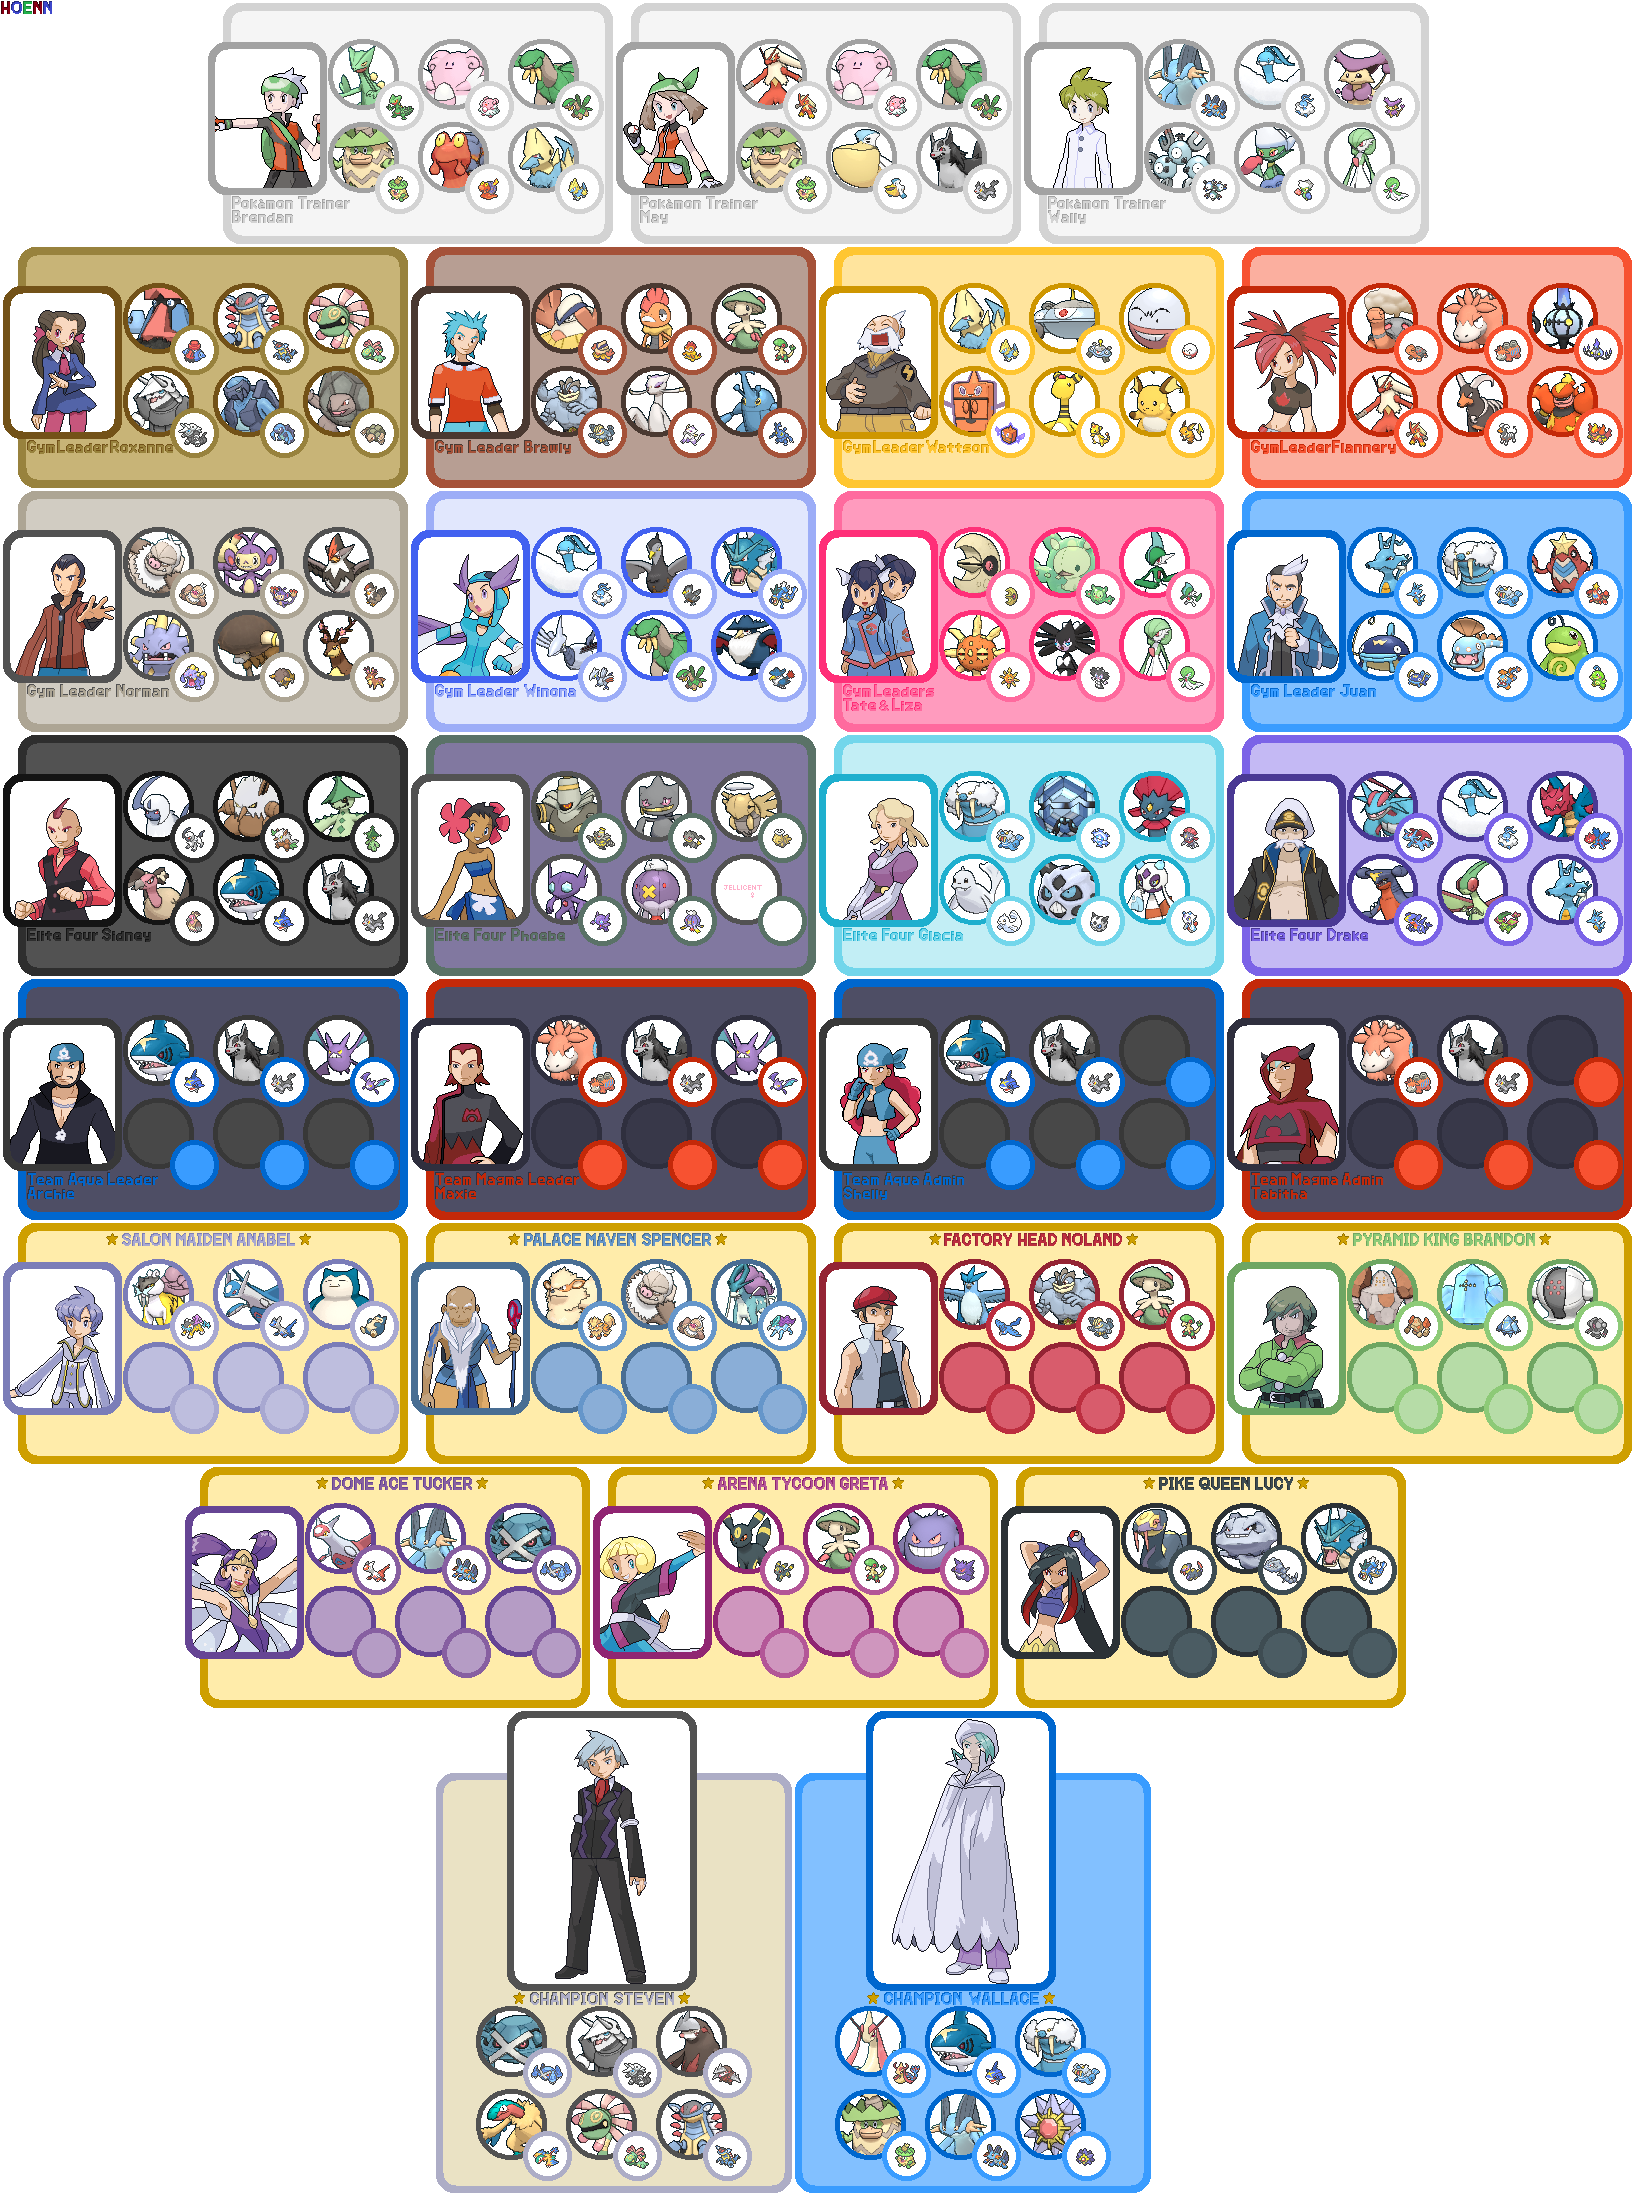 HOENN
Pokèmon Trainer
Brendan
Pokèmon Trainer
May
Pokèmon Trainer
Wally
Gym Leader Roxanne
Gym Leader Brawly
Gym Leader Wattson
Gym Leader Flannery
Gym Leader Norman
Gym Leader Winona
Gym Leaders
Tate & Liza
Gym Leader Juan
JELLICENT
♀
Elite Four Sidney
Elite Four Phoebe
Elite Four Glacia
Elite Four Drake
Team Aqua Leader
Archie
Team Magma Leader
Maxie
Team Aqua Admin
Shelly
Team Magma Admin
Tabitha
★ SALON MAIDEN ANABEL ★
★ PALACE MAVEN SPENCER ★
★ FACTORY HEAD NOLAND ★
★ PYRAMID KING BRANDON ★
★ DOME ACE TUCKER ★
★ ARENA TYCOON GRETA ★
★ PIKE QUEEN LUCY ★
★ CHAMPION STEVEN ★
★ CHAMPION WALLACE ★